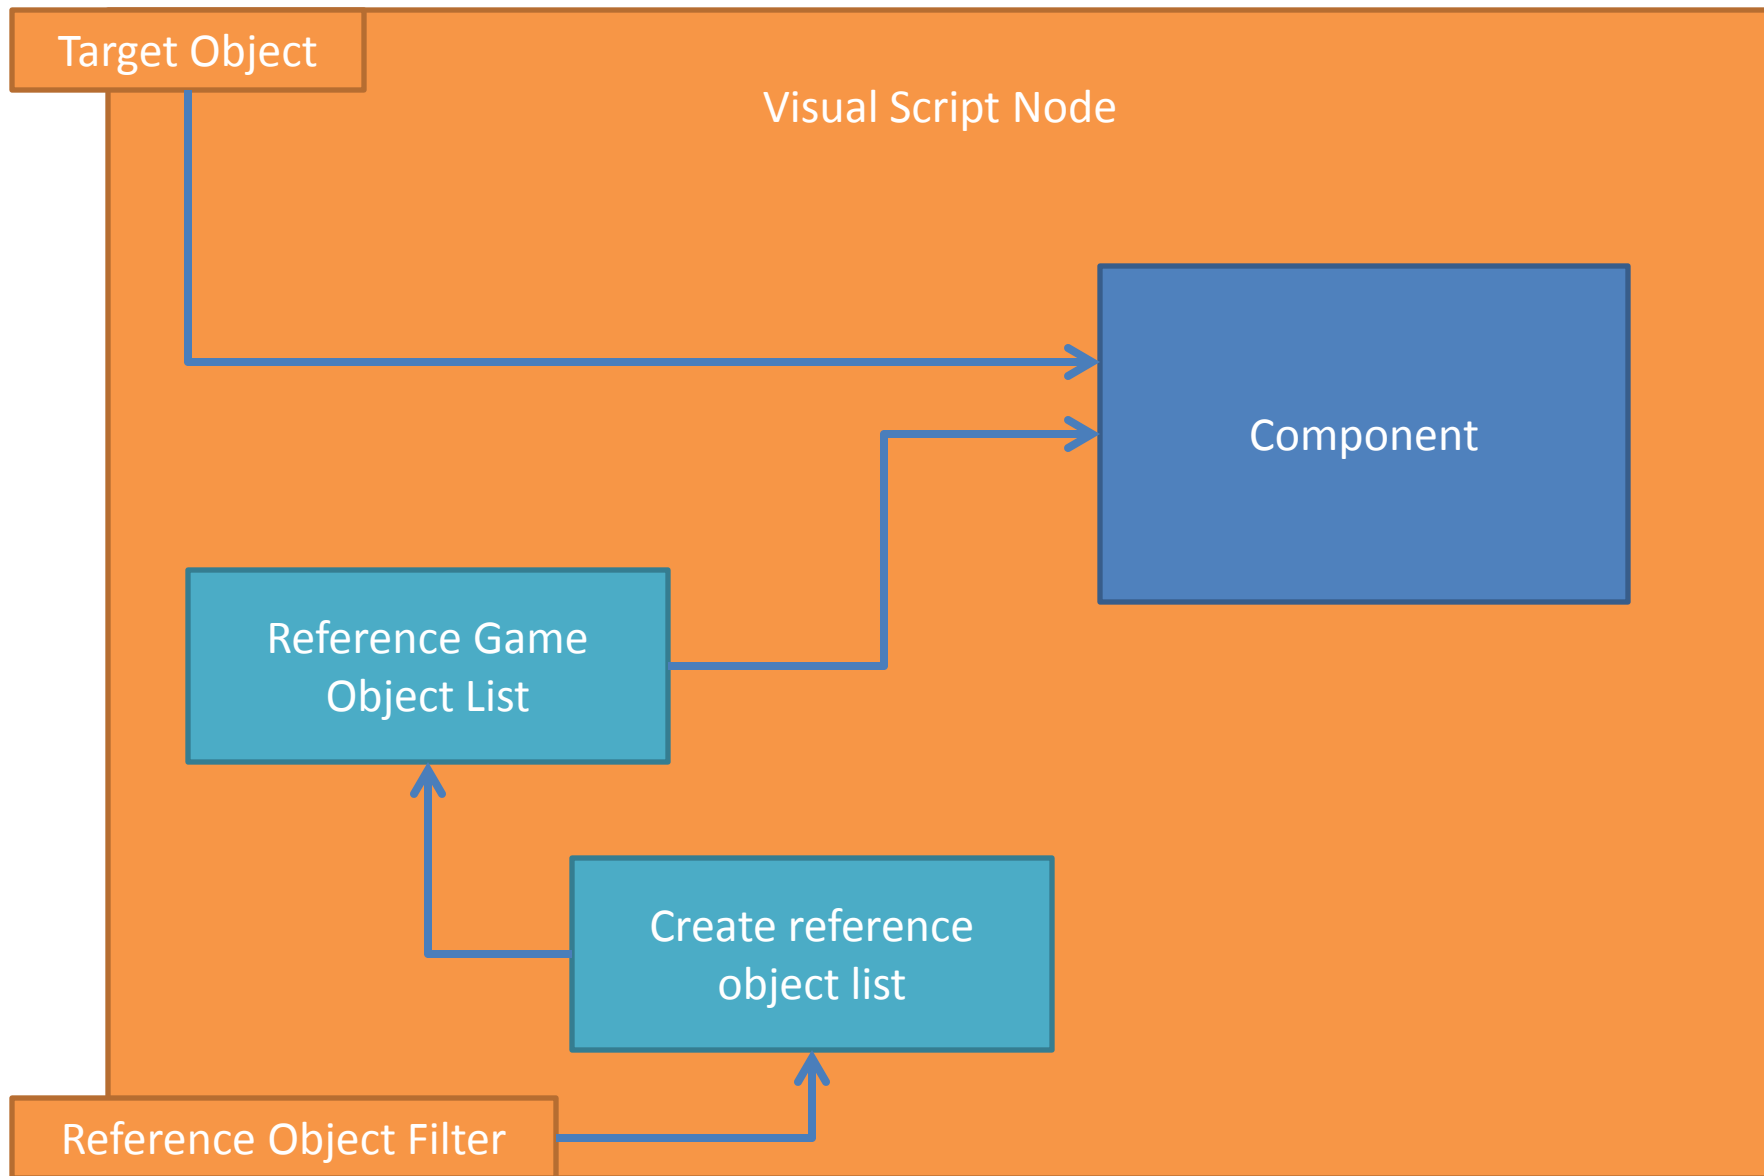 Target Object
Visual Script Node
Component
Reference Game
Object List
Create reference
object list
Reference Object Filter